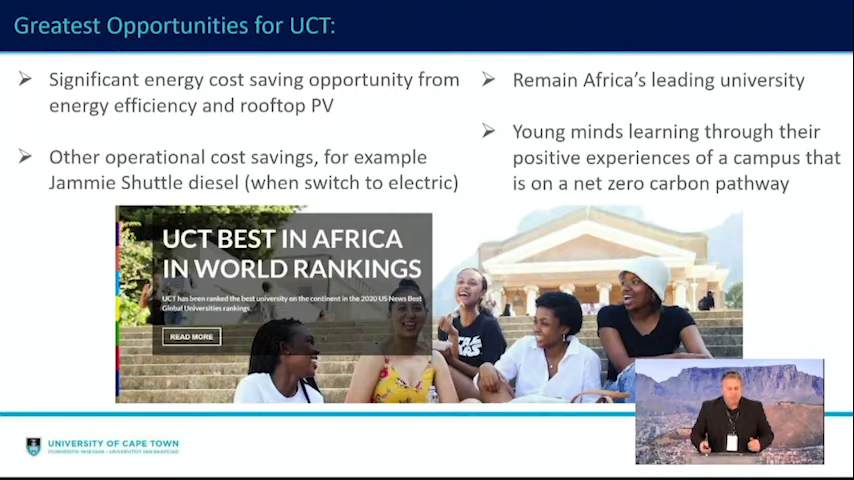 Greatest Opportunities for UCT:
Significant energy cost saving opportunity from
energy efficiency and rooftop PV
Other operational cost savings, for example
Jammie Shuttle diesel (when switch to electric)
Remain Africa's leading university
Young minds learning through their
positive experiences of a campus that
is on a net zero carbon pathway
UCT BEST IN AFRICA
IN WORLD RANKINGS
UCT has been ranked the best university on the continent in the 2020 US News Best
Global Universities rankings.
READ MORE
UNIVERSITY OF CAPE TOWN